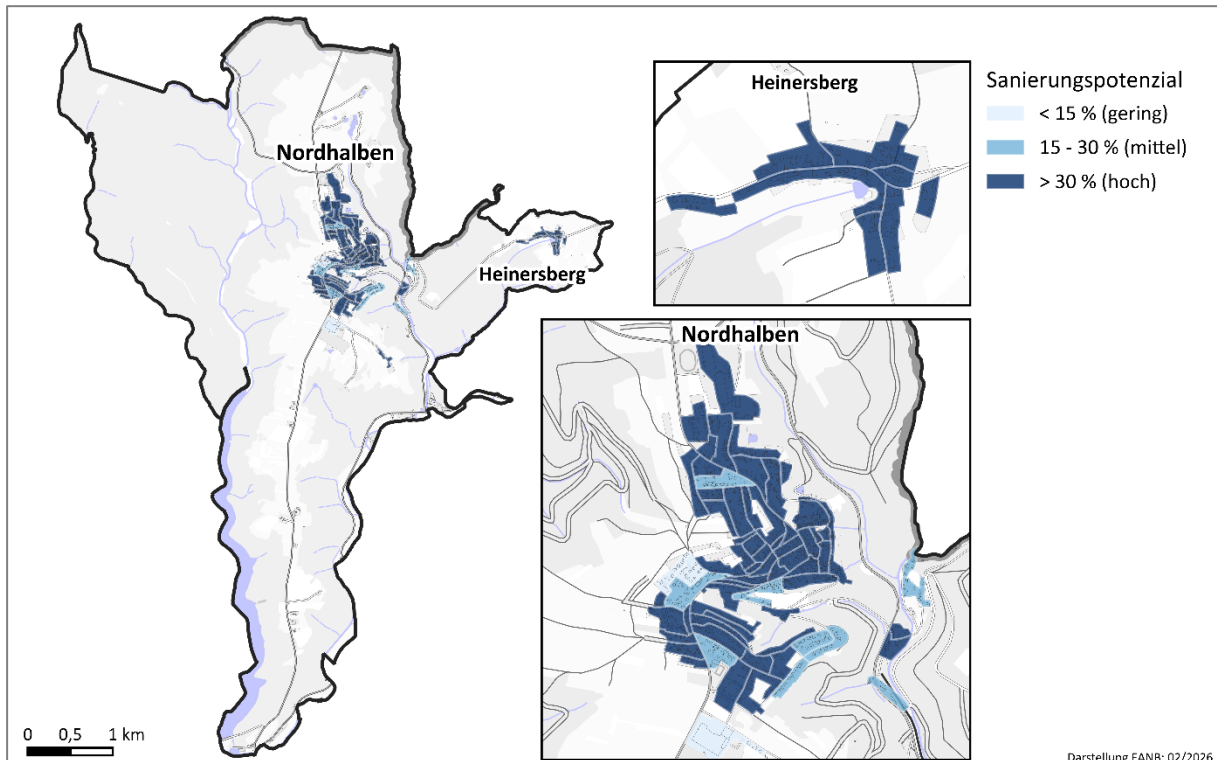 Nordhalben
Heinersberg
0 0,5 1 km
Heinersberg
Nordhalben
Sanierungspotenzial
< 15 % (gering)
15 - 30 % (mittel)
> 30 % (hoch)
Darstellung EANB; 02/2026